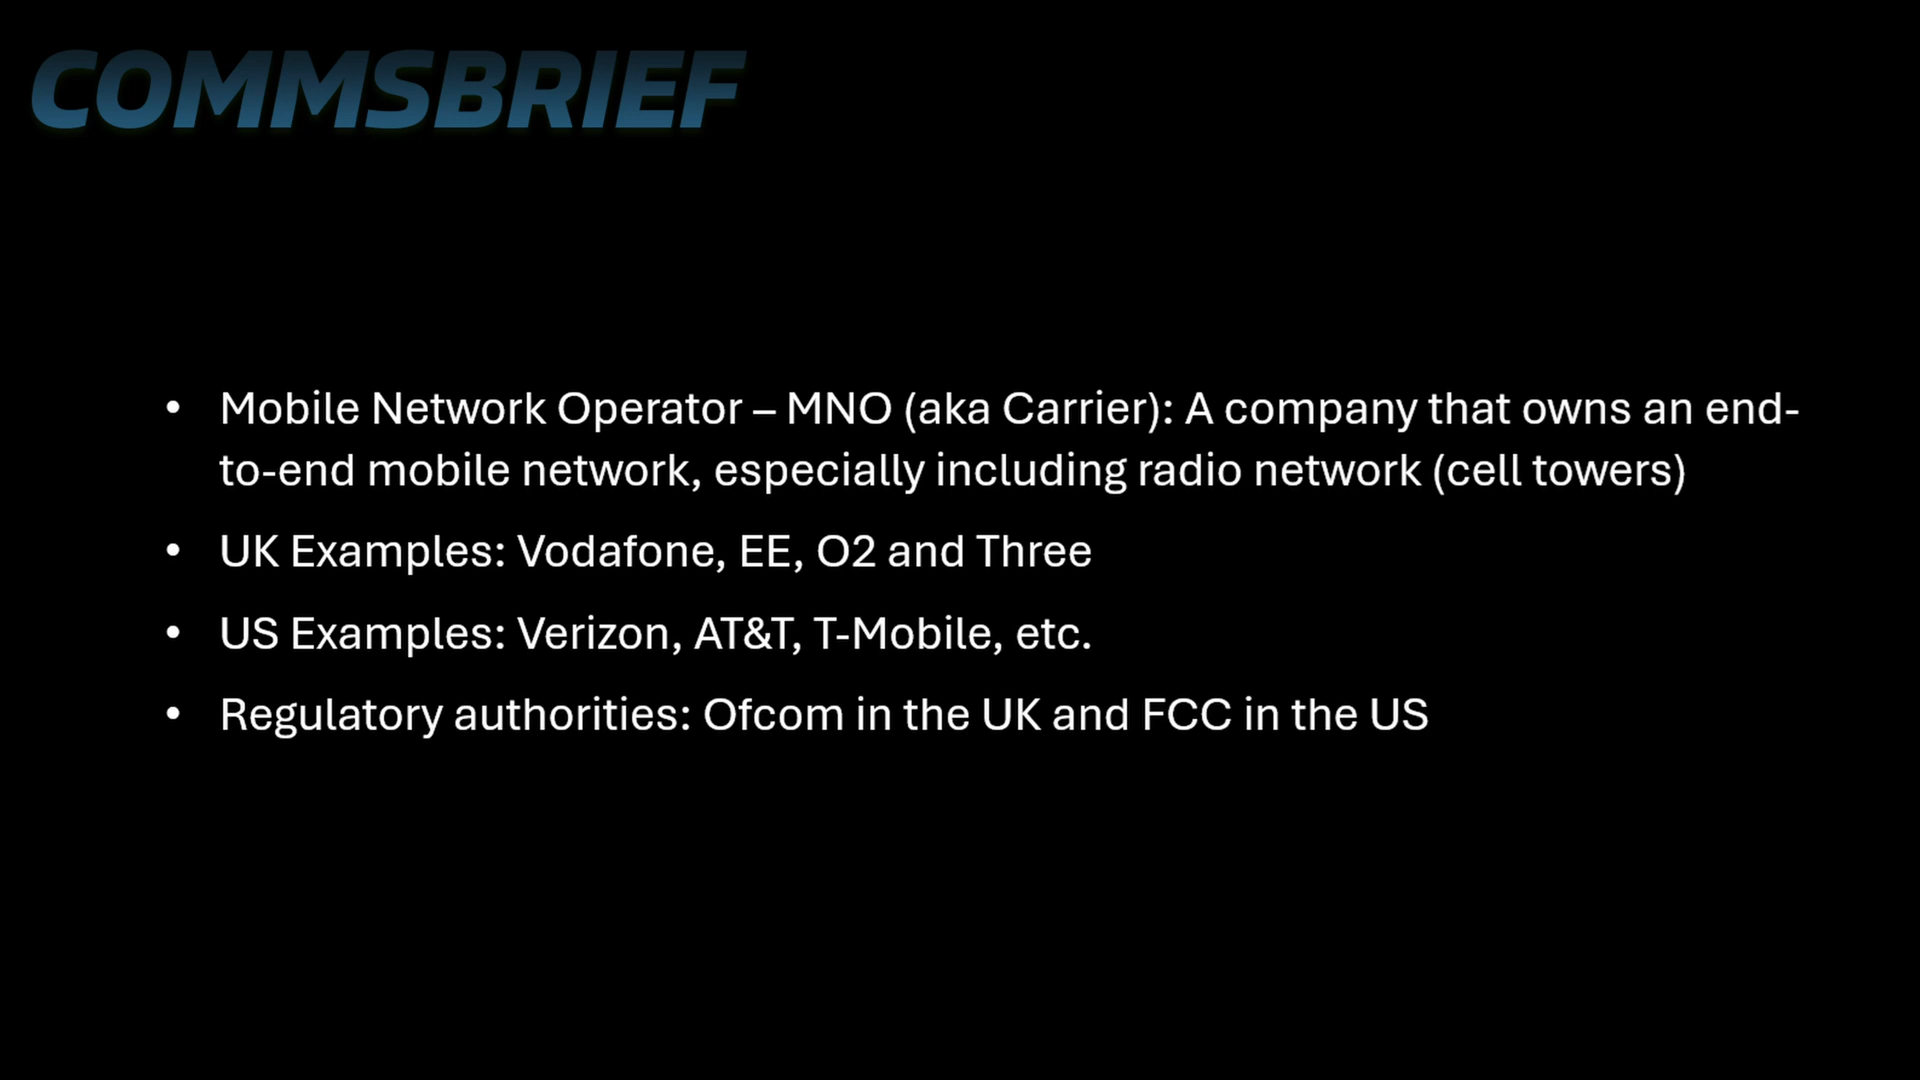 COMMSBRIEF
• Mobile Network Operator – MNO (aka Carrier): A company that owns an end-
to-end mobile network, especially including radio network (cell towers)
• UK Examples: Vodafone, EE, O2 and Three
• US Examples: Verizon, AT&T, T-Mobile, etc.
• Regulatory authorities: Ofcom in the UK and FCC in the US